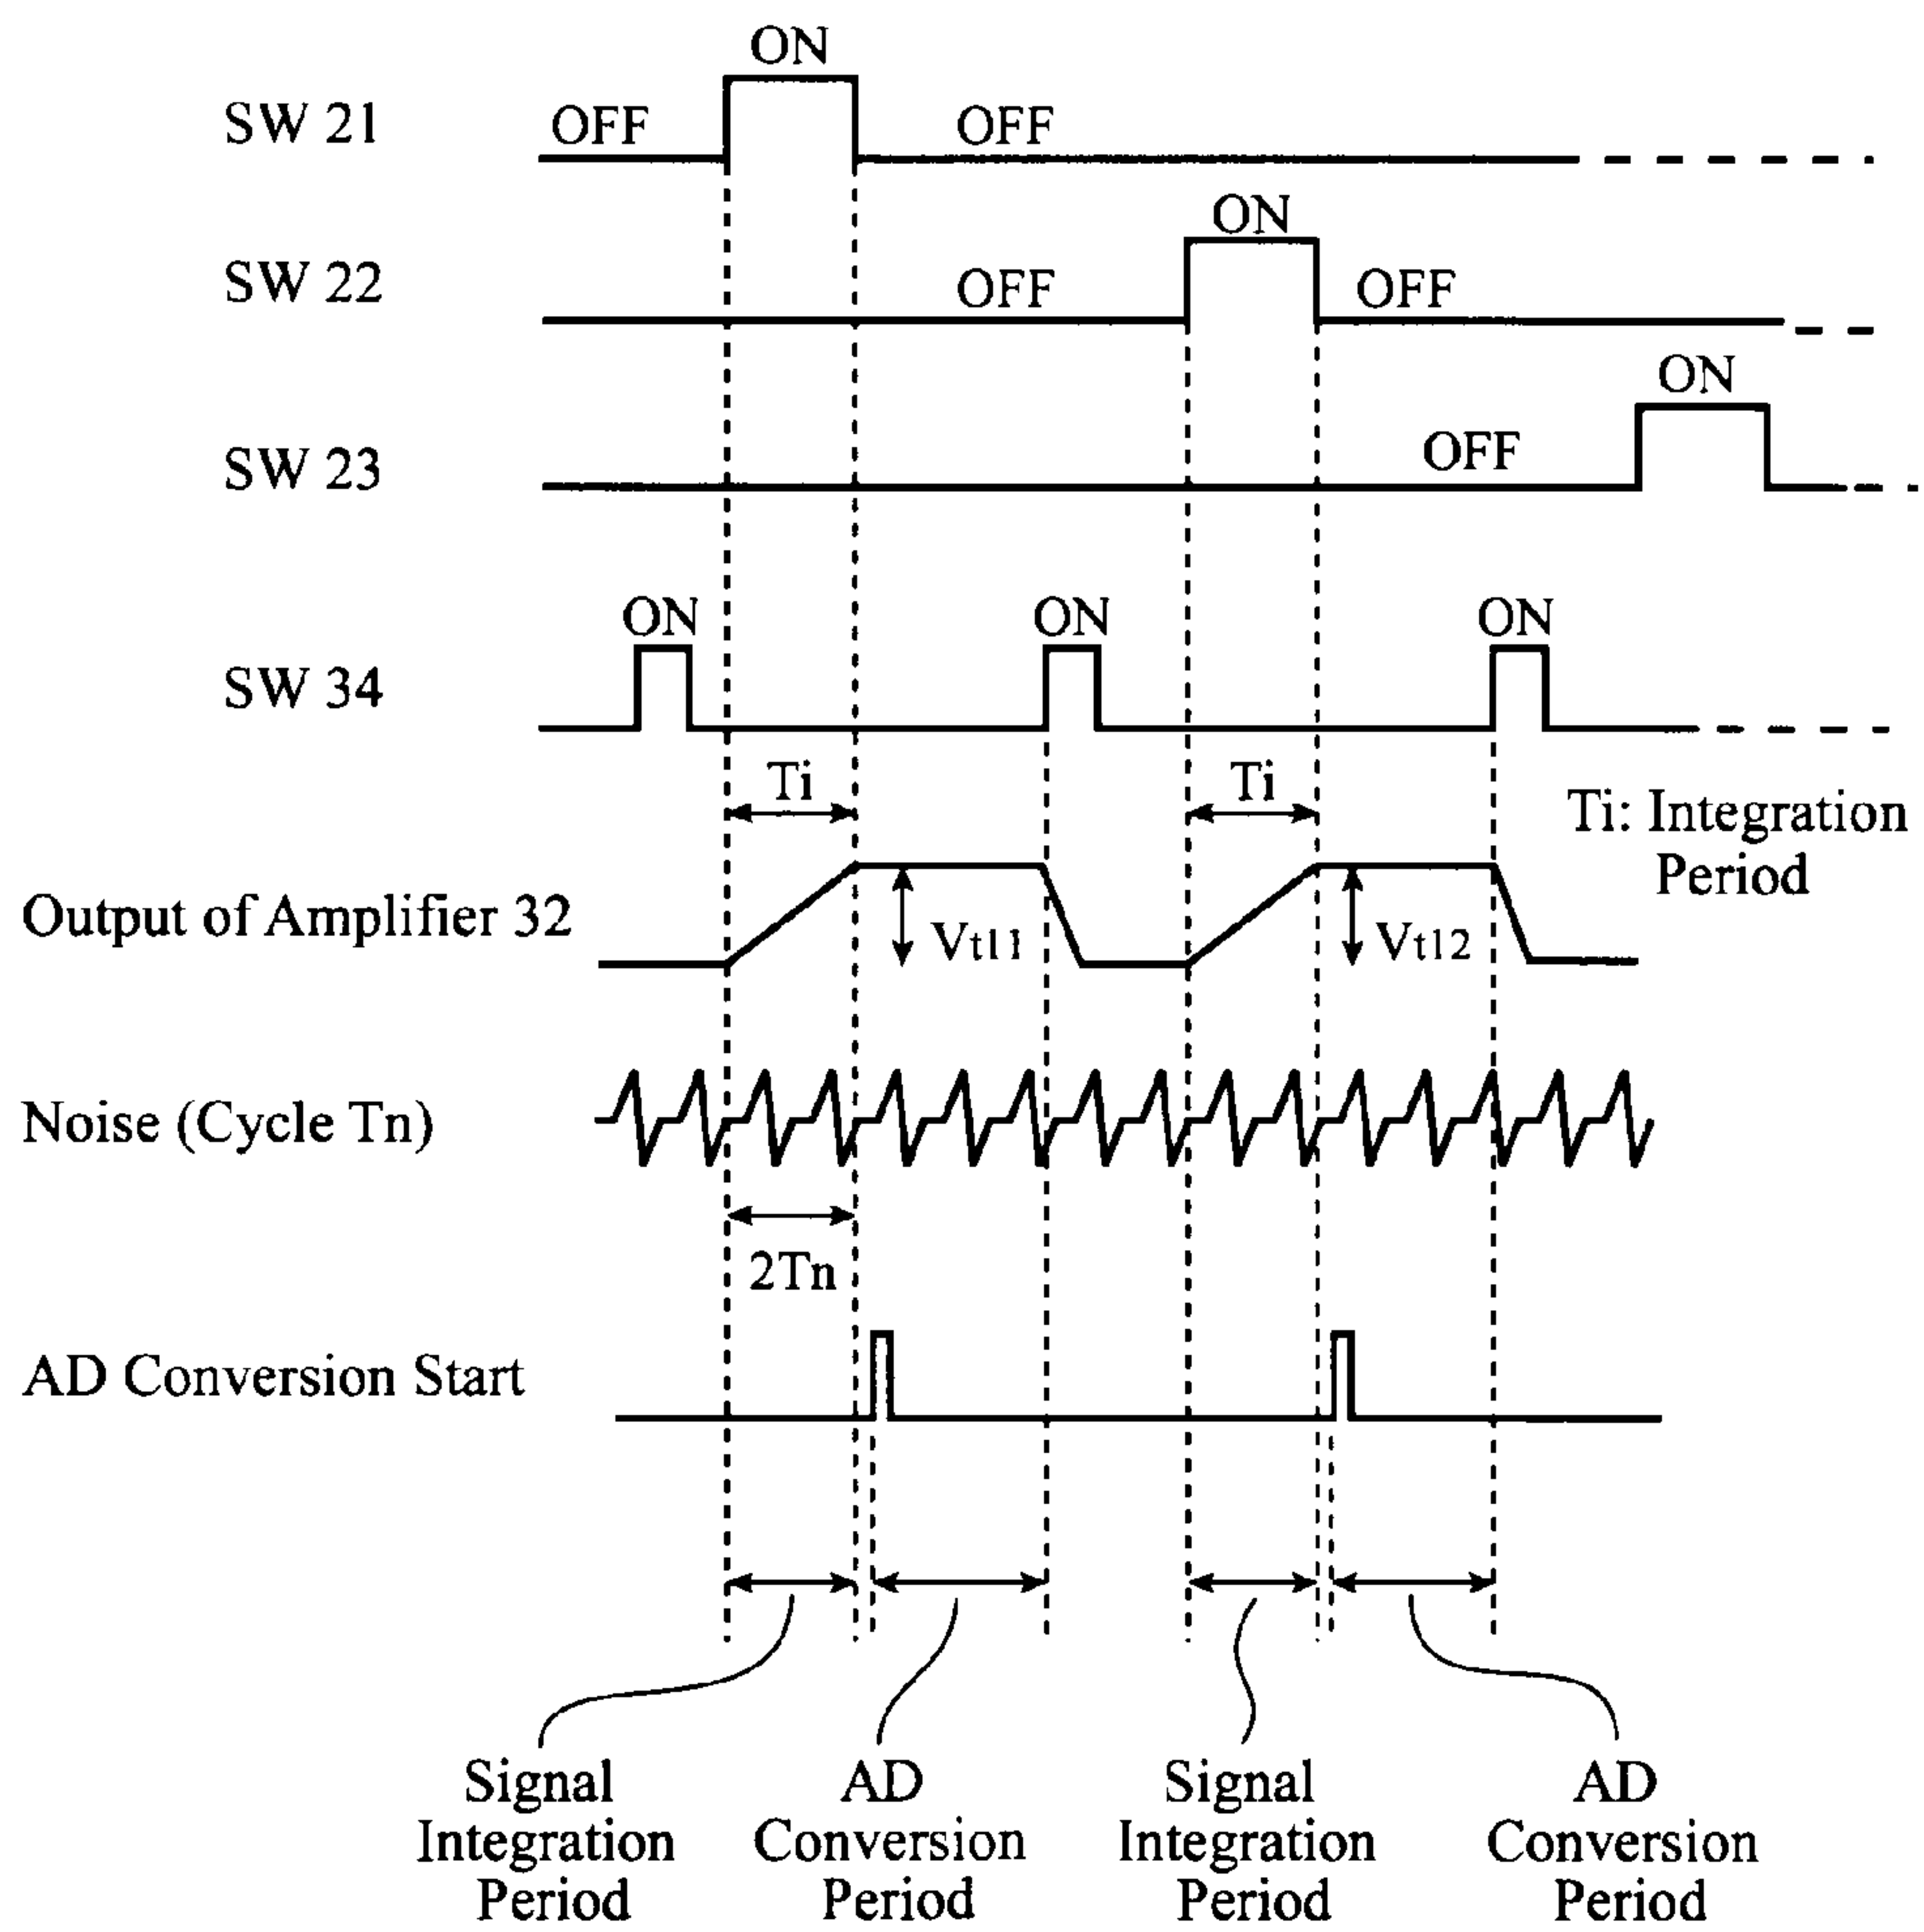 ON
SW 21
OFF
OFF
ON
SW 22
OFF
OFF
ON
SW 23
OFF
ON
ON
ON
SW 34
Ti
Ti
Ti: Integration
Period
Output of Amplifier 32
Vt11
Vt12
Noise (Cycle Tn)
2Tn
AD Conversion Start
Signal
Integration
Period
AD
Conversion
Period
Signal
Integration
Period
AD
Conversion
Period